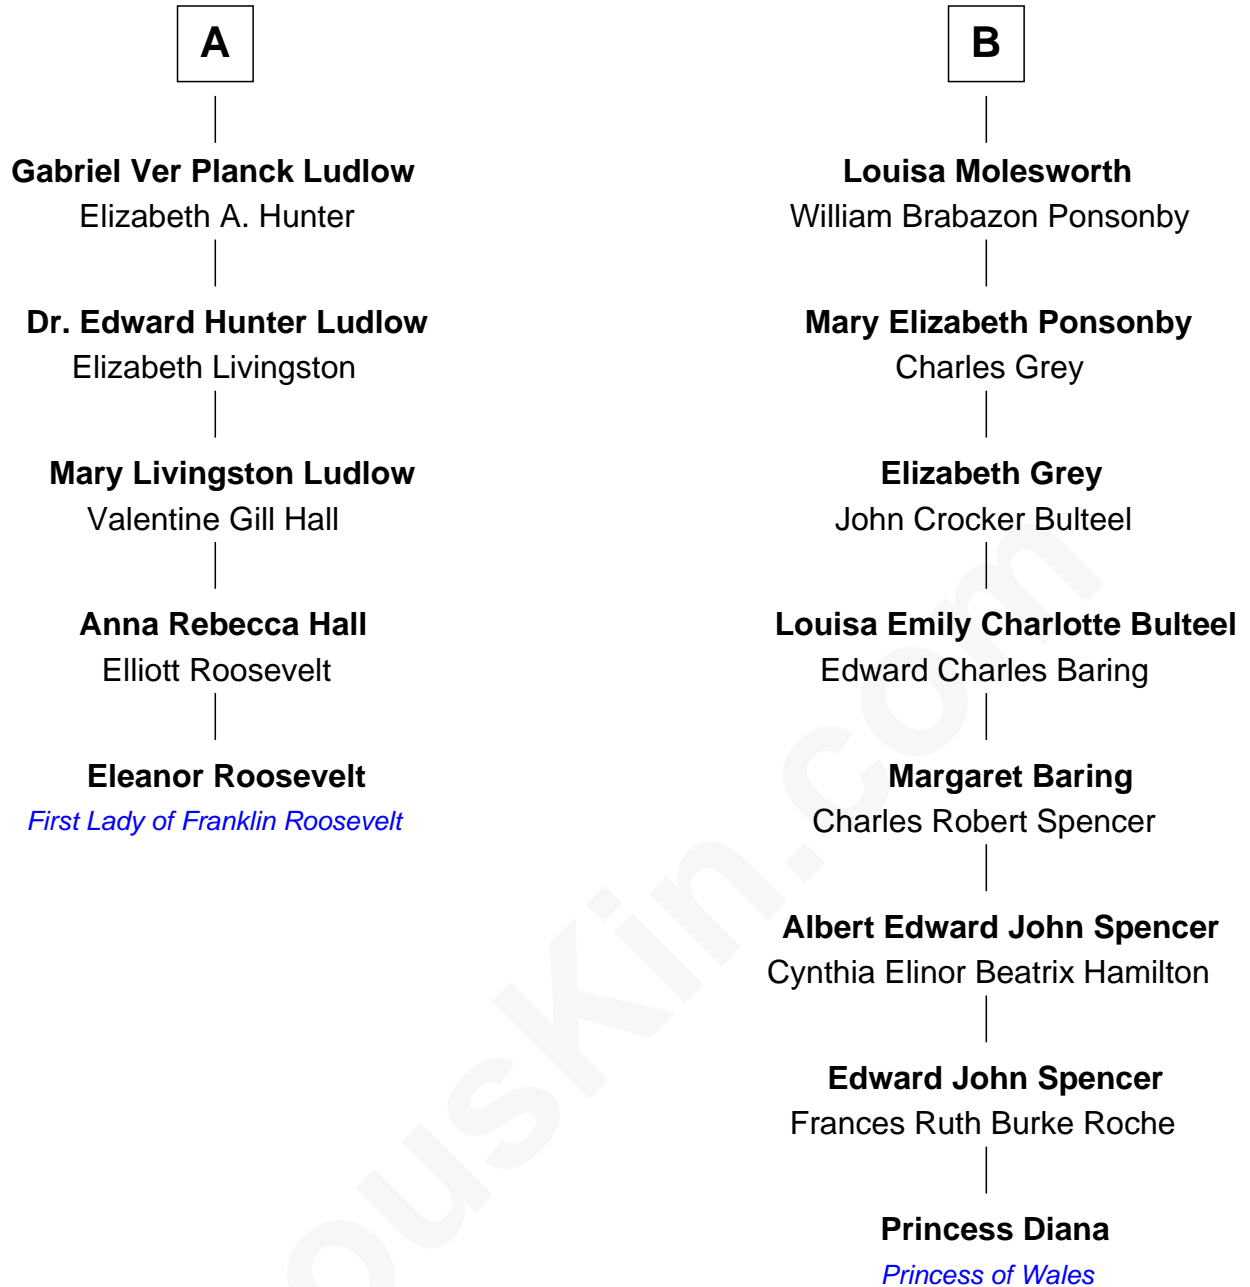 A
Gabriel Ver Planck Ludlow
Elizabeth A. Hunter
Dr. Edward Hunter Ludlow
Elizabeth Livingston
Mary Livingston Ludlow
Valentine Gill Hall
Anna Rebecca Hall
Elliott Roosevelt
Eleanor Roosevelt
First Lady of Franklin Roosevelt
B
Louisa Molesworth
William Brabazon Ponsonby
Mary Elizabeth Ponsonby
Charles Grey
Elizabeth Grey
John Crocker Bulteel
Louisa Emily Charlotte Bulteel
Edward Charles Baring
Margaret Baring
Charles Robert Spencer
Albert Edward John Spencer
Cynthia Elinor Beatrix Hamilton
Edward John Spencer
Frances Ruth Burke Roche
Princess Diana
Princess of Wales
ousKin.com